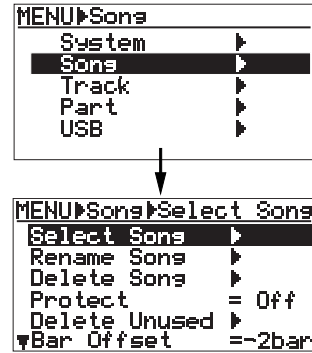 MENU▶Song
System ▶
Song ▶
Track ▶
Part ▶
USB ▶
MENU▶Song▶Select Song
Select Song ▶
Rename Song ▶
Delete Song ▶
Protect = Off
Delete Unused ▶
▼Bar Offset =-2bar